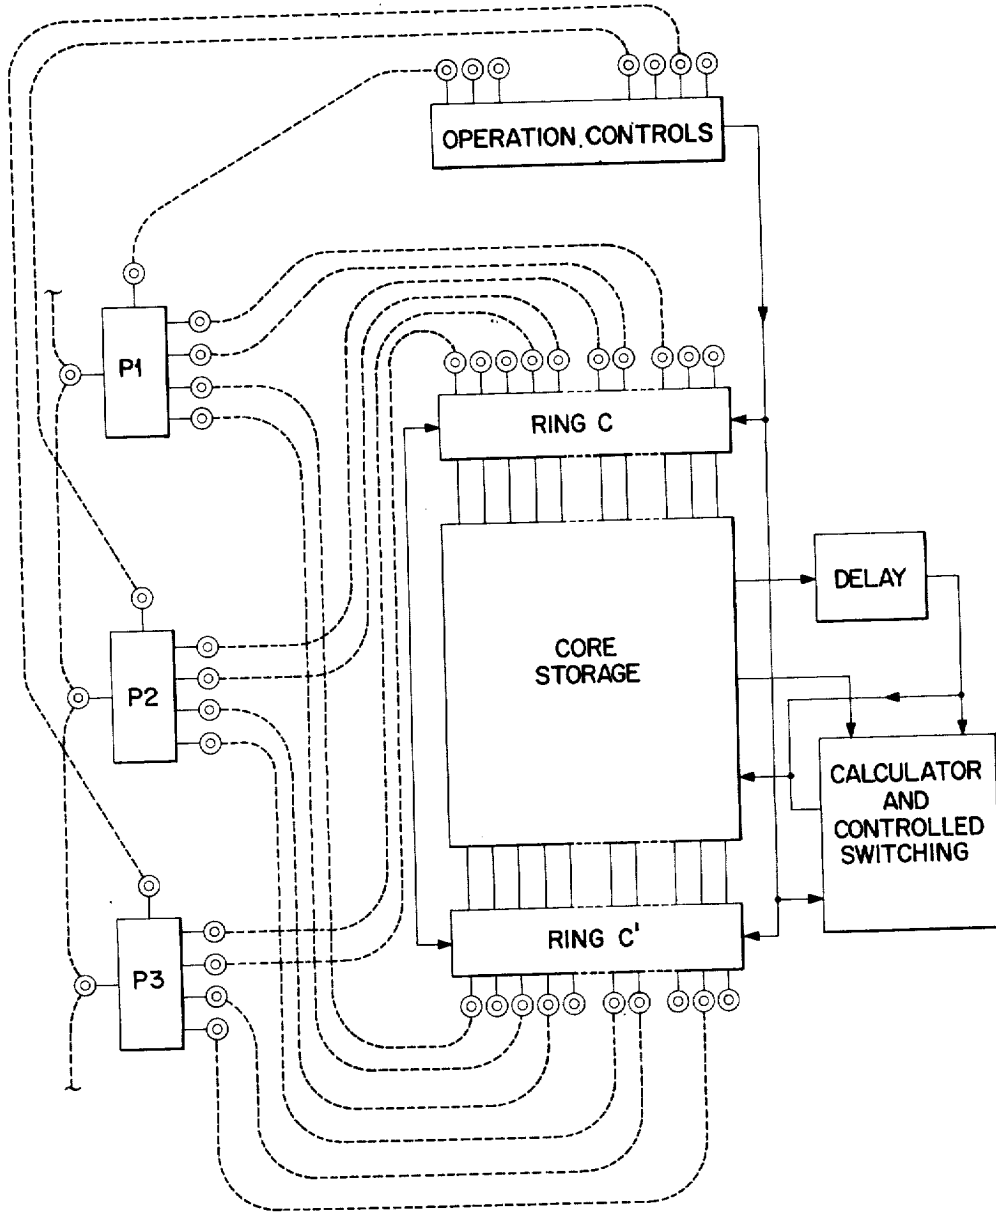 OPERATION CONTROLS
P1
RING C
DELAY
CORE
STORAGE
P2
CALCULATOR
AND
CONTROLLED
SWITCHING
RING C'
P3